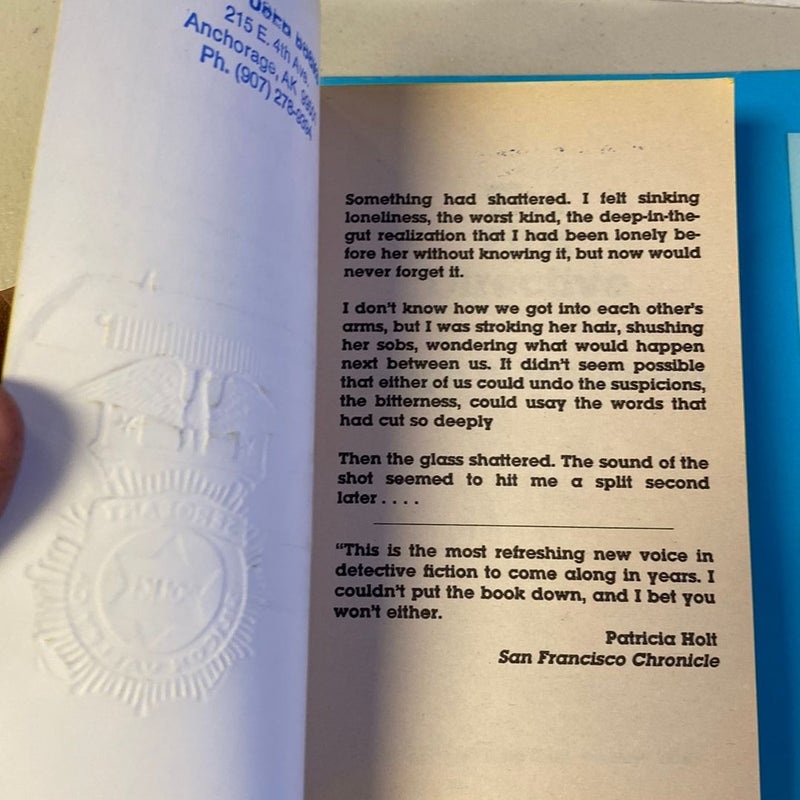 USED BOOKS
215 E. 4th Ave.
Anchorage, AK
Ph. (907)
Something had shattered. I felt sinking
loneliness, the worst kind, the deep-in-the-
gut realization that I had been lonely be-
fore her without knowing it, but now would
never forget it.
I don't know how we got into each other's
arms, but I was stroking her hair, shushing
her sobs, wondering what would happen
next between us. It didn't seem possible
that either of us could undo the suspicions,
the bitterness, could usay the words that
had cut so deeply
Then the glass shattered. The sound of the
shot seemed to hit me a split second
later . . . .
"This is the most refreshing new voice in
detective fiction to come along in years. I
couldn't put the book down, and I bet you
won't either.
Patricia Holt
San Francisco Chronicle